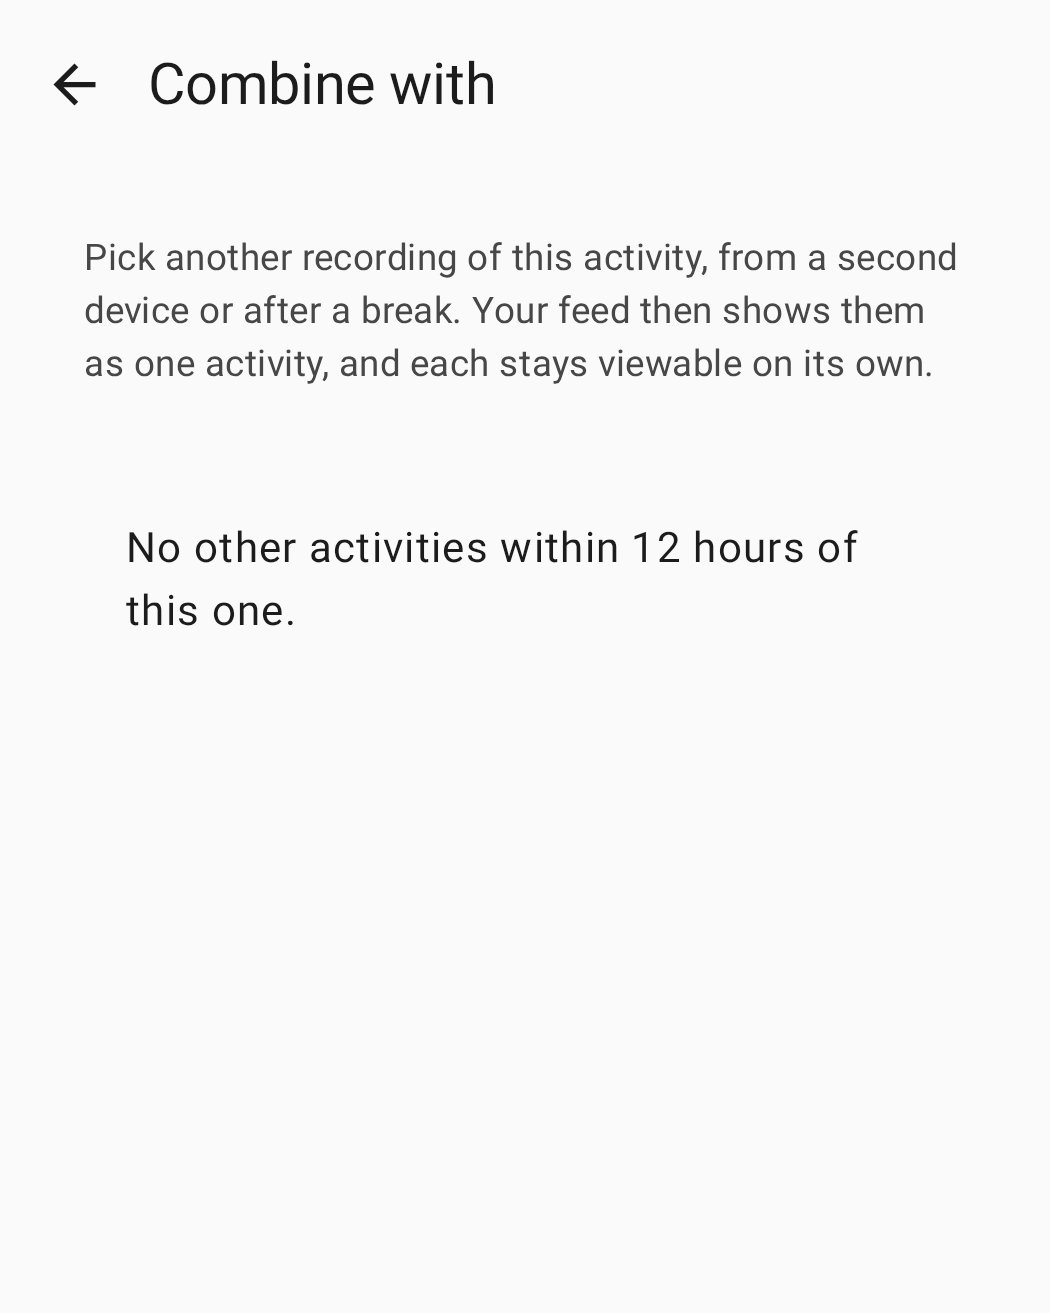 Combine with
Pick another recording of this activity, from a second
device or after a break. Your feed then shows them
as one activity, and each stays viewable on its own.
No other activities within 12 hours of
this one.